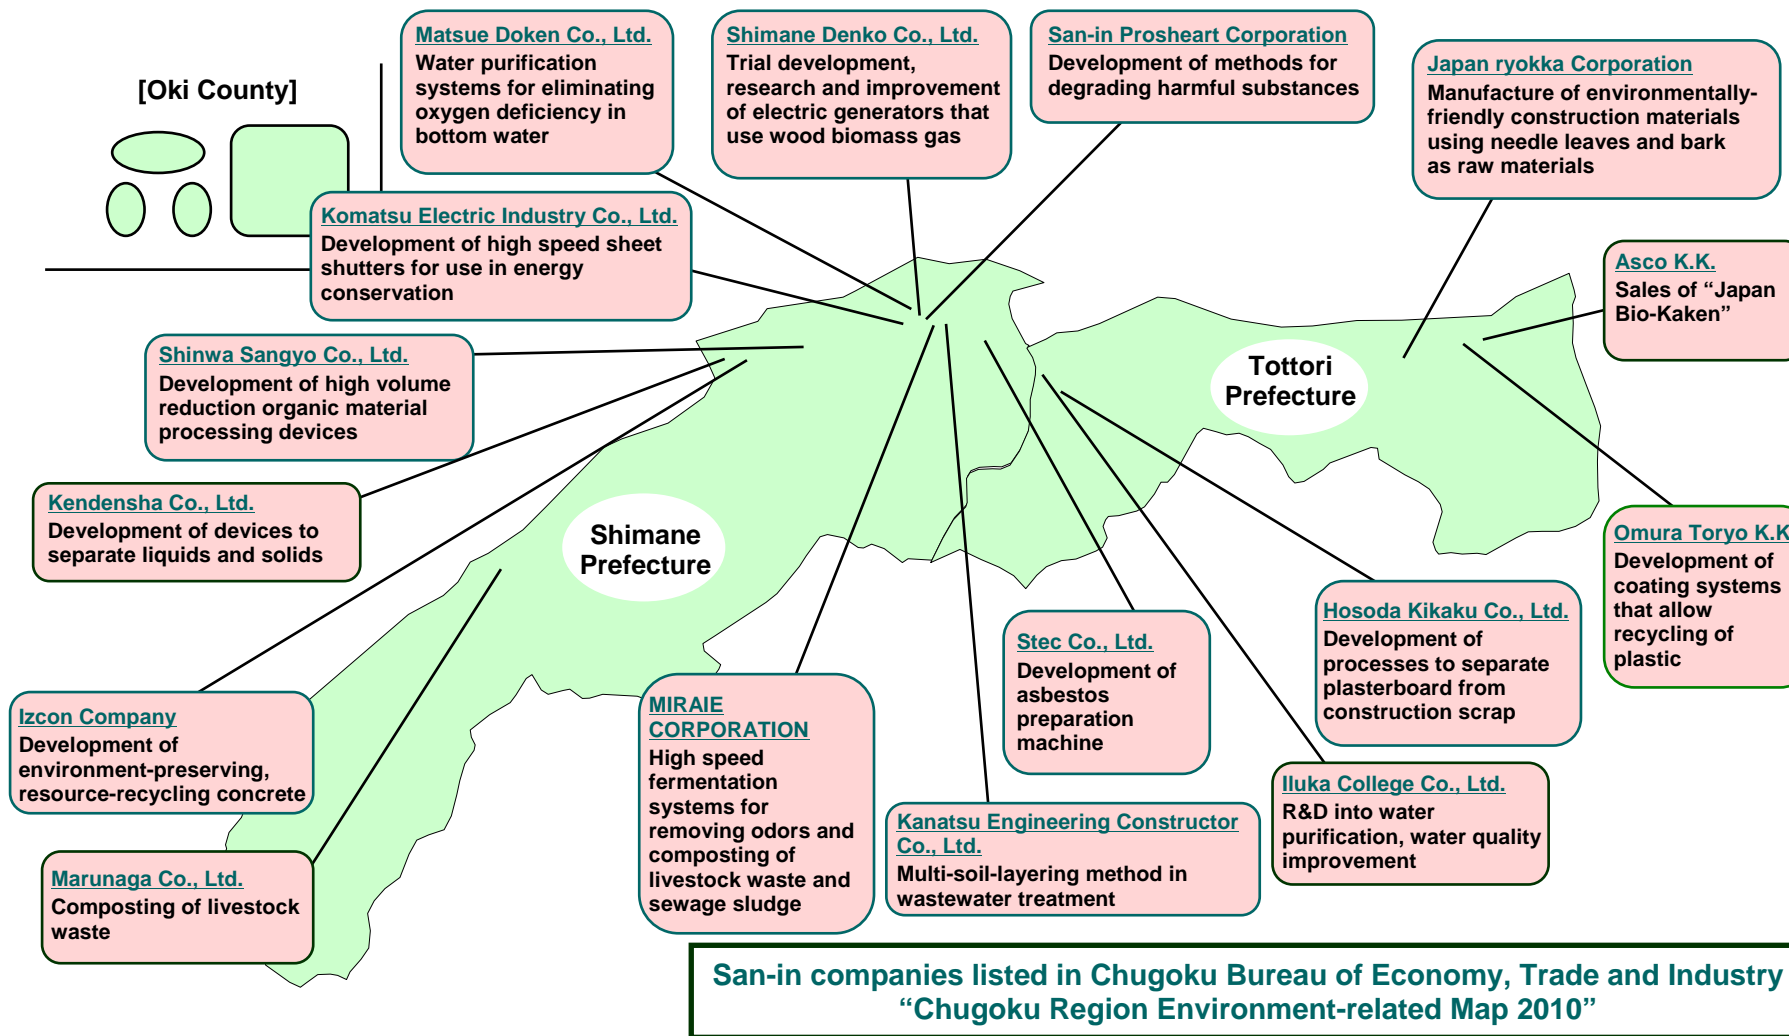 [Oki County]
Matsue Doken Co., Ltd.
Water purification
systems for eliminating
oxygen deficiency in
bottom water
Shimane Denko Co., Ltd.
Trial development,
research and improvement
of electric generators that
use wood biomass gas
San-in Prosheart Corporation
Development of methods for
degrading harmful substances
Japan ryokka Corporation
Manufacture of environmentally-
friendly construction materials
using needle leaves and bark
as raw materials
Komatsu Electric Industry Co., Ltd.
Development of high speed sheet
shutters for use in energy
conservation
Asco K.K.
Sales of “Japan
Bio-Kaken”
Shinwa Sangyo Co., Ltd.
Development of high volume
reduction organic material
processing devices
Tottori
Prefecture
Kendensha Co., Ltd.
Development of devices to
separate liquids and solids
Shimane
Prefecture
Omura Toryo K.K
Development of
coating systems
that allow
recycling of
plastic
Hosoda Kikaku Co., Ltd.
Development of
processes to separate
plasterboard from
construction scrap
Stec Co., Ltd.
Development of
asbestos
preparation
machine
Izcon Company
Development of
environment-preserving,
resource-recycling concrete
MIRAIE
CORPORATION
High speed
fermentation
systems for
removing odors and
composting of
livestock waste and
sewage sludge
Iluka College Co., Ltd.
R&D into water
purification, water quality
improvement
Kanatsu Engineering Constructor
Co., Ltd.
Multi-soil-layering method in
wastewater treatment
Marunaga Co., Ltd.
Composting of livestock
waste
San-in companies listed in Chugoku Bureau of Economy, Trade and Industry
“Chugoku Region Environment-related Map 2010”